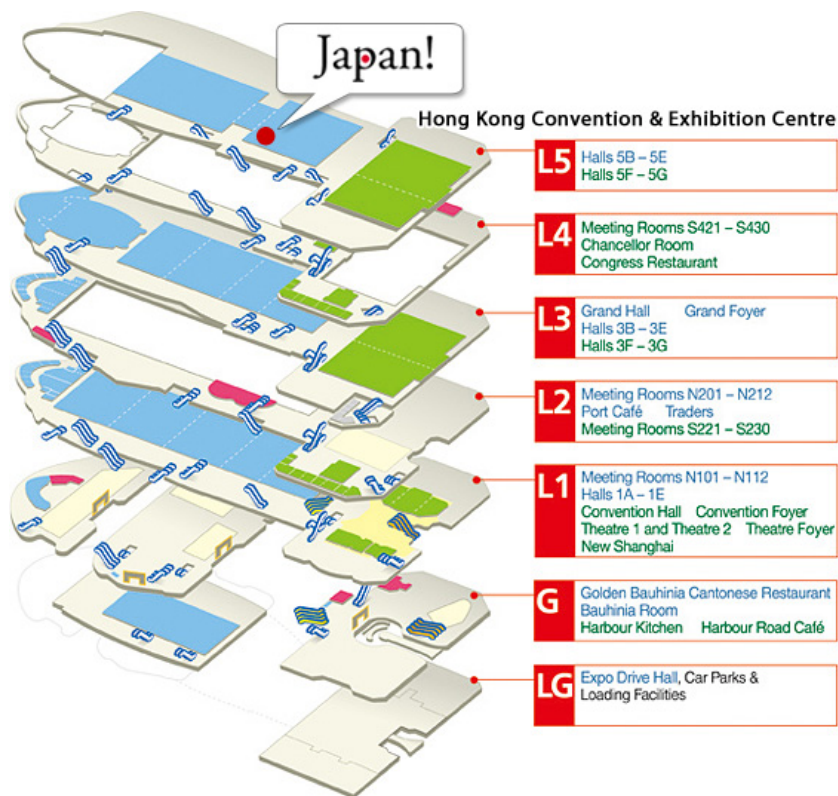 Japan!
Hong Kong Convention & Exhibition Centre
L5
Halls 5B – 5E
Halls 5F – 5G
L4
Meeting Rooms S421 – S430
Chancellor Room
Congress Restaurant
L3
Grand Hall Grand Foyer
Halls 3B – 3E
Halls 3F – 3G
L2
Meeting Rooms N201 – N212
Port Café Traders
Meeting Rooms S221 – S230
L1
Meeting Rooms N101 – N112
Halls 1A – 1E
Convention Hall Convention Foyer
Theatre 1 and Theatre 2 Theatre Foyer
New Shanghai
G
Golden Bauhinia Cantonese Restaurant
Bauhinia Room
Harbour Kitchen Harbour Road Café
LG
Expo Drive Hall, Car Parks &
Loading Facilities